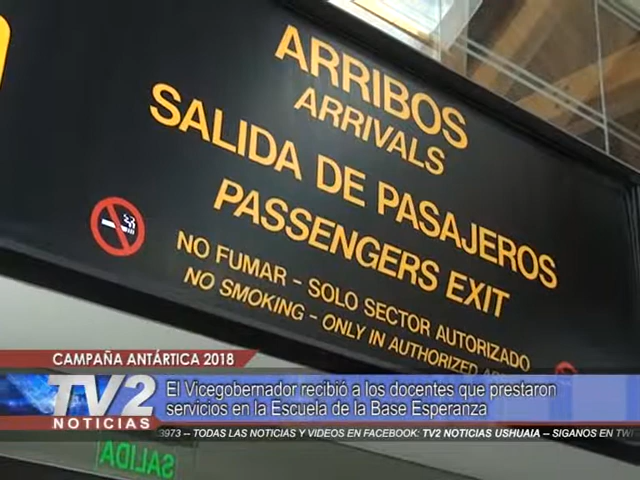 ARRIBOS
ARRIVALS
SALIDA DE PASAJEROS
PASSENGERS EXIT
NO FUMAR - SOLO SECTOR AUTORIZADO
NO SMOKING - ONLY IN AUTHORIZED
CAMPAÑA ANTÁRTICA 2018
TV2
NOTICIAS
El Vicegobernador recibió a los docentes que prestaron
servicios en la Escuela de la Base Esperanza
3973 -- TODAS LAS NOTICIAS Y VIDEOS EN FACEBOOK: TV2 NOTICIAS USHUAIA -- SIGANOS EN TWI
SALIDA